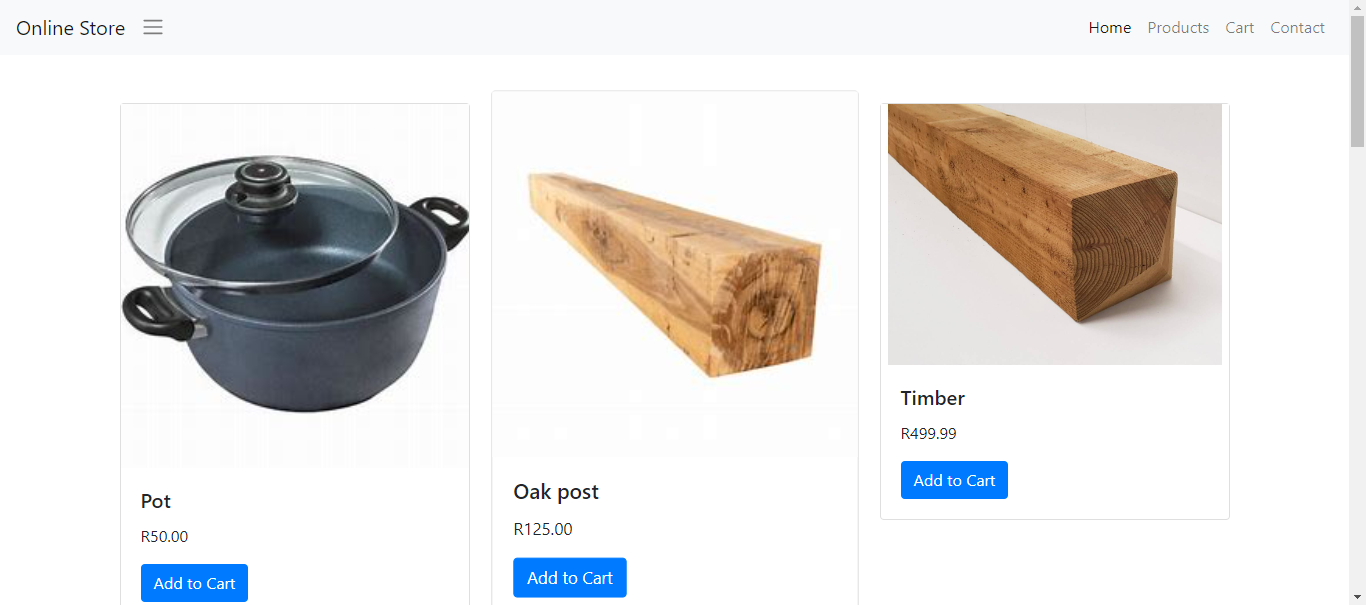 Online Store
Home Products Cart Contact
Pot
R50.00
Add to Cart
Oak post
R125.00
Add to Cart
Timber
R499.99
Add to Cart